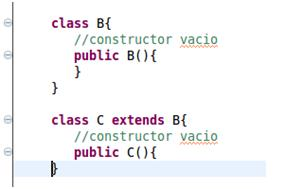 class B{
//constructor vacio
public B(){
}
}
class C extends B{
//constructor vacio
public C(){
}